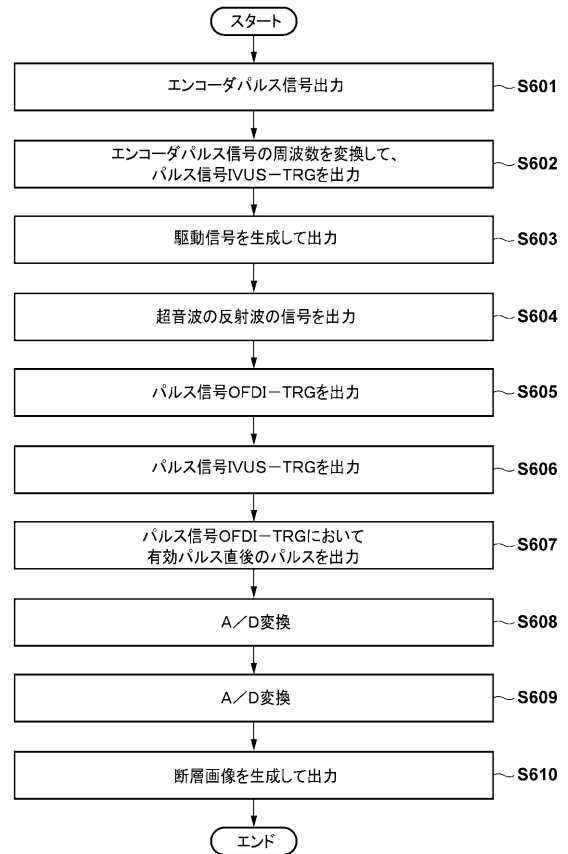 スタート
エンコーダパルス信号出力
S601
エンコーダパルス信号の周波数を変換して、
パルス信号IVUS－TRGを出力
S602
駆動信号を生成して出力
S603
超音波の反射波の信号を出力
S604
パルス信号OFDI－TRGを出力
S605
パルス信号IVUS－TRGを出力
S606
パルス信号OFDI－TRGにおいて
有効パルス直後のパルスを出力
S607
A／D変換
S608
A／D変換
S609
断層画像を生成して出力
S610
エンド